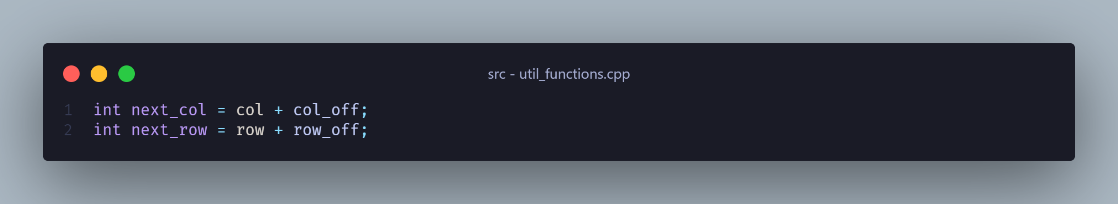 src - util_functions.cpp
1 int next_col = col + col_off;
2 int next_row = row + row_off;